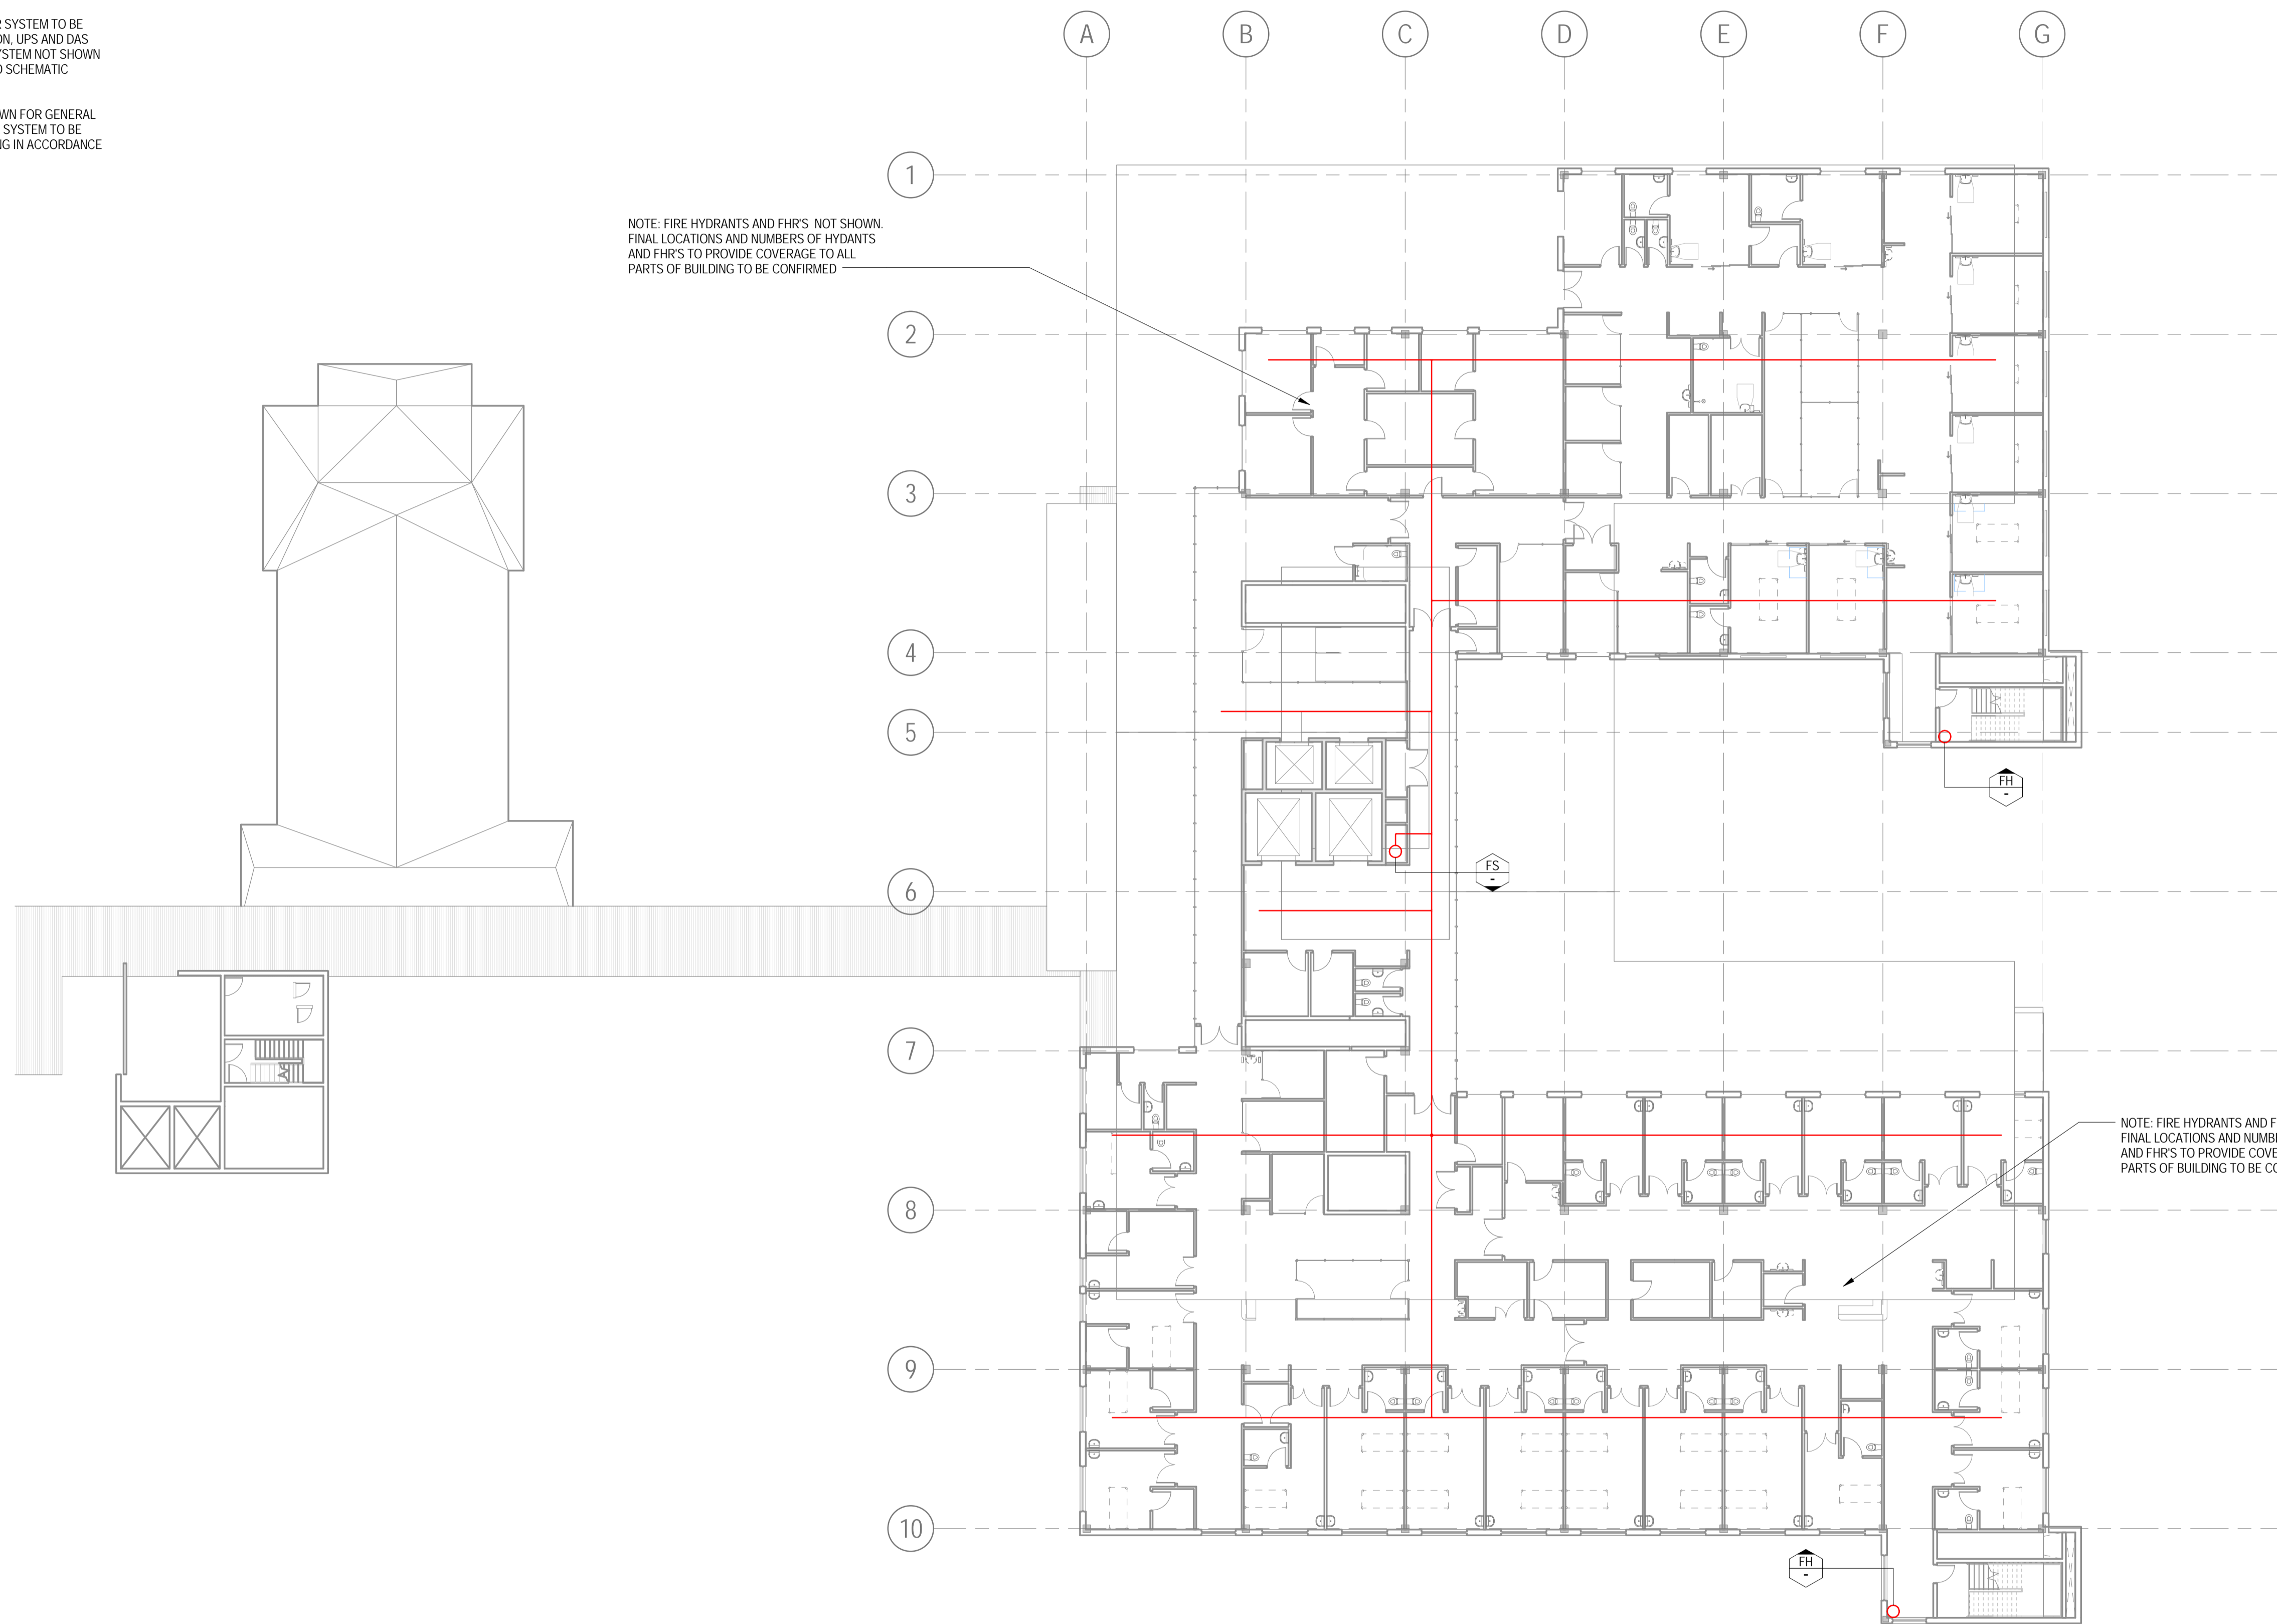 R SYSTEM TO BE
ON, UPS AND DAS
YSTEM NOT SHOWN
D SCHEMATIC
WN FOR GENERAL
SYSTEM TO BE
NG IN ACCORDANCE
A B C D E F G
1
NOTE: FIRE HYDRANTS AND FHR'S NOT SHOWN.
FINAL LOCATIONS AND NUMBERS OF HYDANTS
AND FHR'S TO PROVIDE COVERAGE TO ALL
PARTS OF BUILDING TO BE CONFIRMED
2
3
4
5
FH
-
FS
-
6
7
NOTE: FIRE HYDRANTS AND F
FINAL LOCATIONS AND NUMB
AND FHR'S TO PROVIDE COVE
PARTS OF BUILDING TO BE CO
8
9
10
FH
-